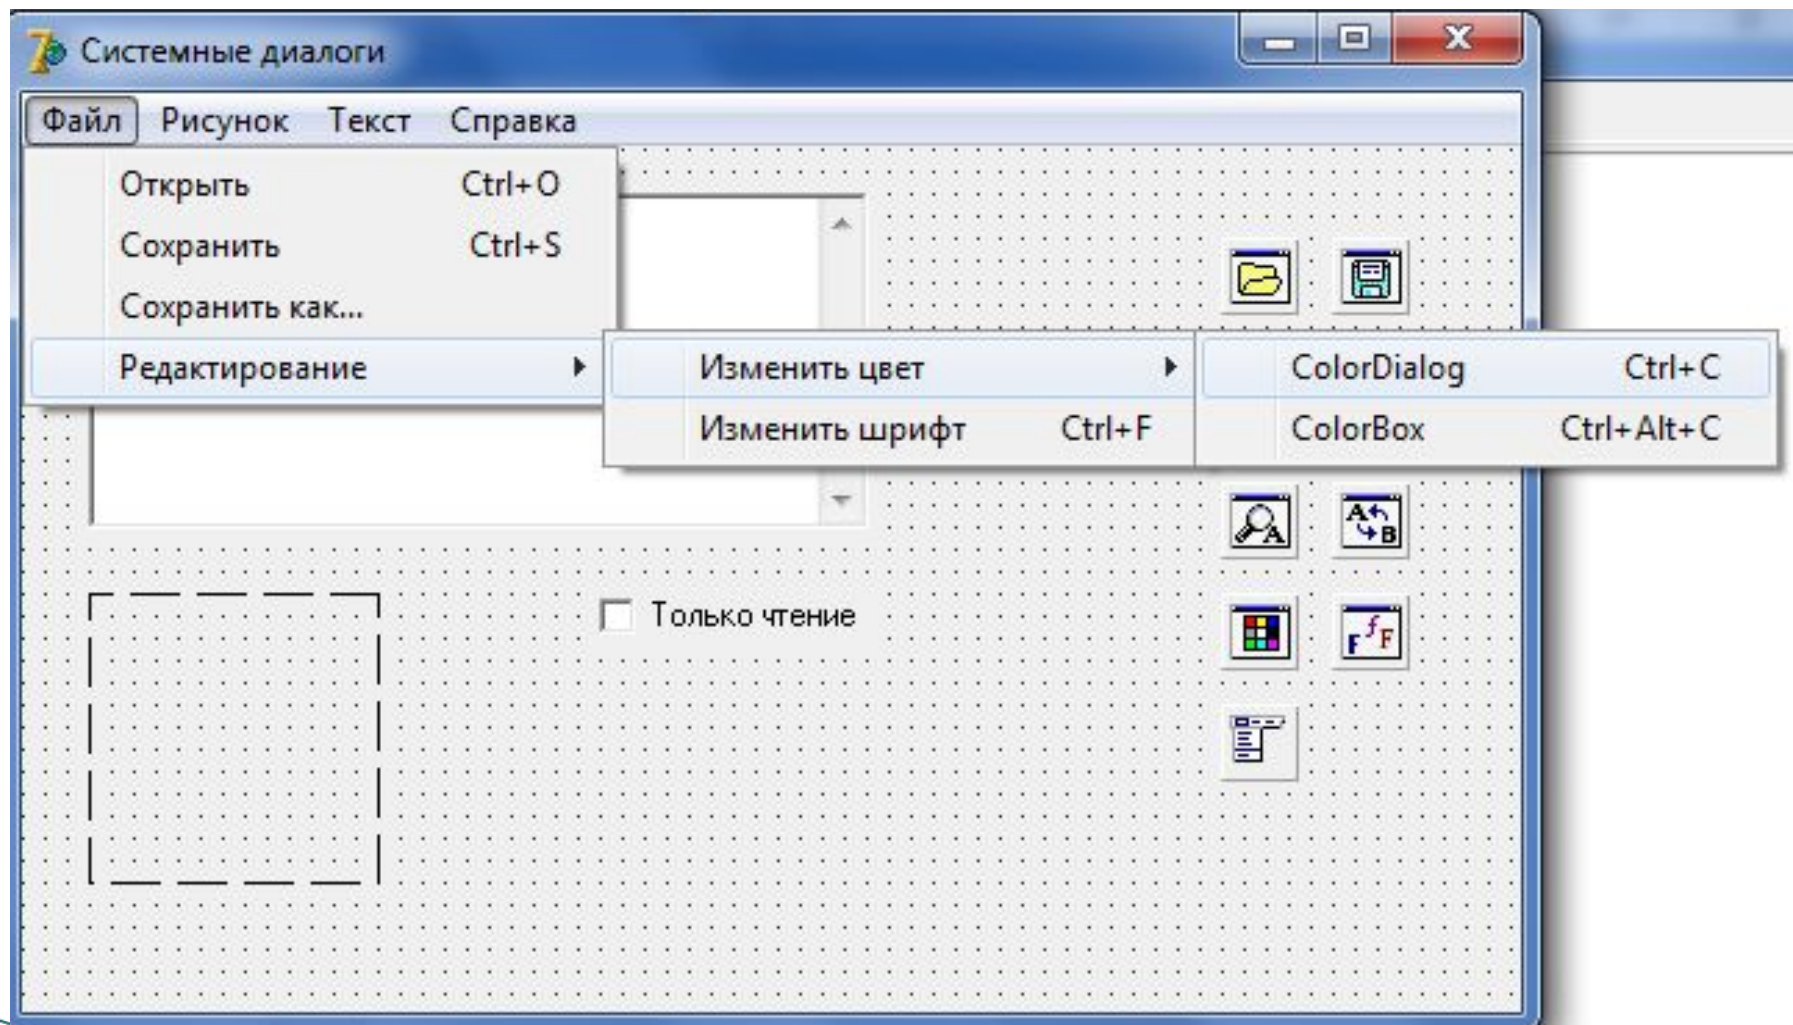 Системные диалоги
Файл Рисунок Текст Справка
Открыть Ctrl+O
Сохранить Ctrl+S
Сохранить как...
Редактирование Изменить цвет ColorDialog Ctrl+C
Изменить шрифт Ctrl+F ColorBox Ctrl+Alt+C
A
A B
Только чтение
F f F